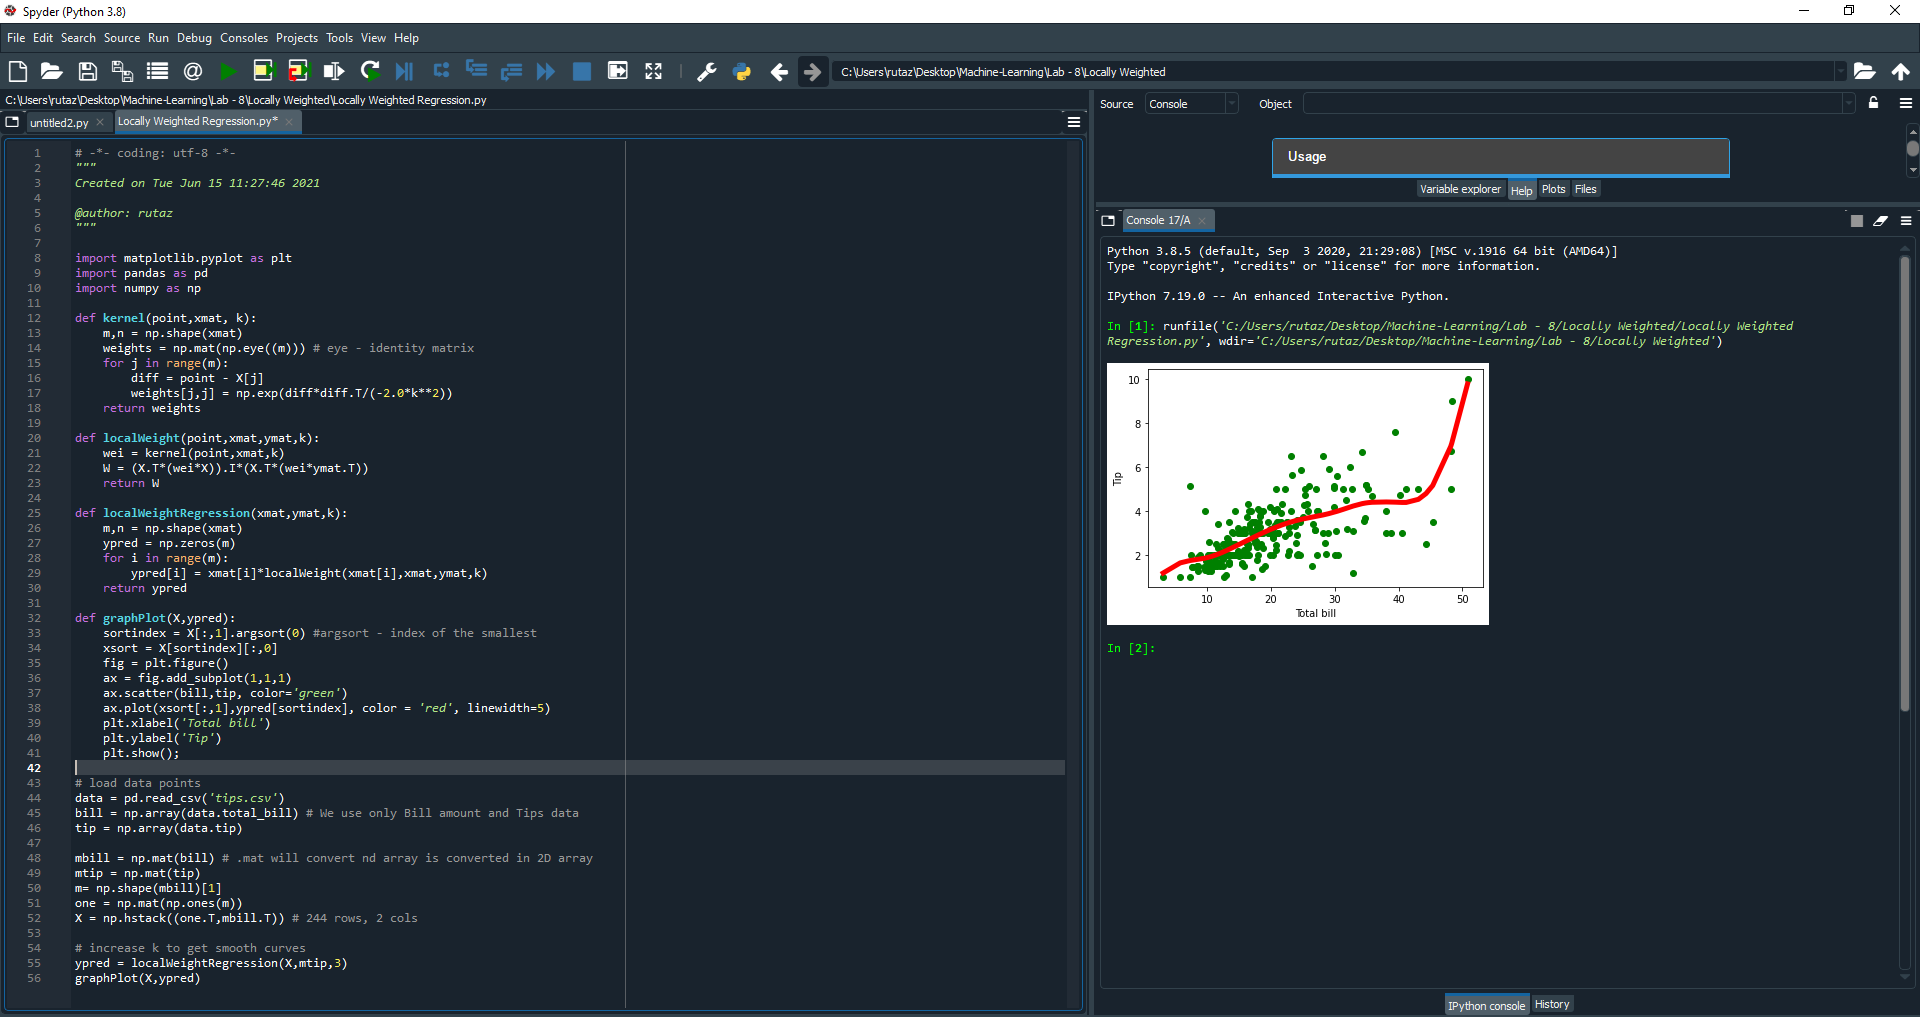 Spyder (Python 3.8)
File Edit Search Source Run Debug Consoles Projects Tools View Help
C:\Users\rutaz\Desktop\Machine-Learning\Lab - 8\Locally Weighted
C:\Users\rutaz\Desktop\Machine-Learning\Lab - 8\Locally Weighted\Locally Weighted Regression.py
untitled2.py
Locally Weighted Regression.py*
1 # -*- coding: utf-8 -*-
2 """
3 Created on Tue Jun 15 11:27:46 2021
4
5 @author: rutaz
6 """
7
8 import matplotlib.pyplot as plt
9 import pandas as pd
10 import numpy as np
11
12 def kernel(point,xmat, k):
13     m,n = np.shape(xmat)
14     weights = np.mat(np.eye((m))) # eye - identity matrix
15     for j in range(m):
16         diff = point - X[j]
17         weights[j,j] = np.exp(diff*diff.T/(-2.0*k**2))
18     return weights
19
20 def localWeight(point,xmat,ymat,k):
21     wei = kernel(point,xmat,k)
22     W = (X.T*(wei*X)).I*(X.T*(wei*ymat.T))
23     return W
24
25 def localWeightRegression(xmat,ymat,k):
26     m,n = np.shape(xmat)
27     ypred = np.zeros(m)
28     for i in range(m):
29         ypred[i] = xmat[i]*localWeight(xmat[i],xmat,ymat,k)
30     return ypred
31
32 def graphPlot(X,ypred):
33     sortindex = X[:,1].argsort(0) #argsort - index of the smallest
34     xsort = X[sortindex][:,0]
35     fig = plt.figure()
36     ax = fig.add_subplot(1,1,1)
37     ax.scatter(bill,tip, color='green')
38     ax.plot(xsort[:,1],ypred[sortindex], color = 'red', linewidth=5)
39     plt.xlabel('Total bill')
40     plt.ylabel('Tip')
41     plt.show();
42
43 # load data points
44 data = pd.read_csv('tips.csv')
45 bill = np.array(data.total_bill) # We use only Bill amount and Tips data
46 tip = np.array(data.tip)
47
48 mbill = np.mat(bill) # .mat will convert nd array is converted in 2D array
49 mtip = np.mat(tip)
50 m= np.shape(mbill)[1]
51 one = np.mat(np.ones(m))
52 X = np.hstack((one.T,mbill.T)) # 244 rows, 2 cols
53
54 # increase k to get smooth curves
55 ypred = localWeightRegression(X,mtip,3)
56 graphPlot(X,ypred)
Source Console Object
Usage
Variable explorer Help Plots Files
Console 17/A
Python 3.8.5 (default, Sep  3 2020, 21:29:08) [MSC v.1916 64 bit (AMD64)]
Type "copyright", "credits" or "license" for more information.
IPython 7.19.0 -- An enhanced Interactive Python.
In [1]: runfile('C:/Users/rutaz/Desktop/Machine-Learning/Lab - 8/Locally Weighted/Locally Weighted
Regression.py', wdir='C:/Users/rutaz/Desktop/Machine-Learning/Lab - 8/Locally Weighted')
10
8
6
4
2
Tip
10 20 30 40 50
Total bill
In [2]:
IPython console History